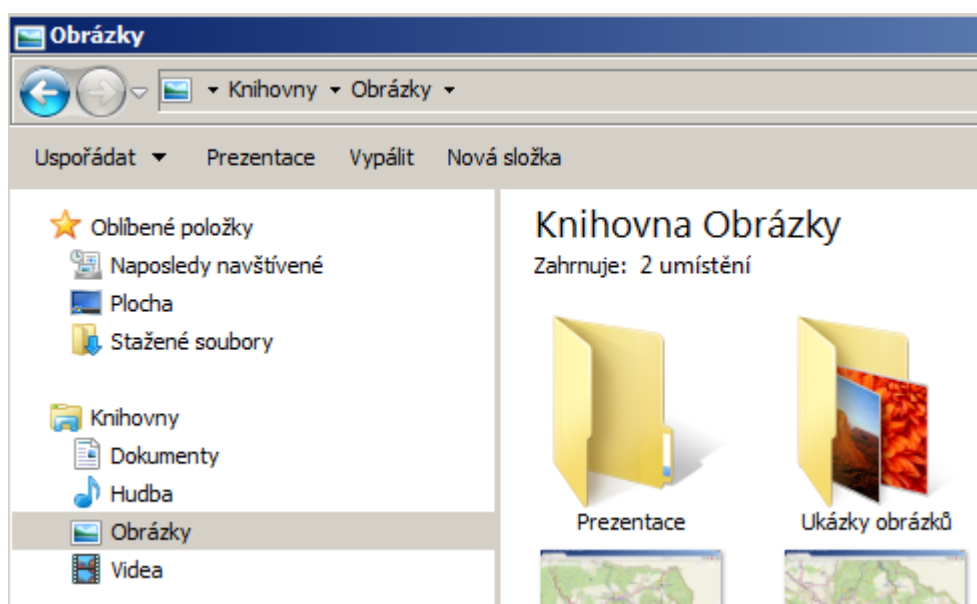 Obrázky
Knihovny Obrázky
Uspořádat Prezentace Vypálit Nová složka
Oblíbené položky
Naposledy navštívené
Plocha
Stažené soubory
Knihovny
Dokumenty
Hudba
Obrázky
Videa
Knihovna Obrázky
Zahrnuje: 2 umístění
Prezentace
Ukázky obrázků